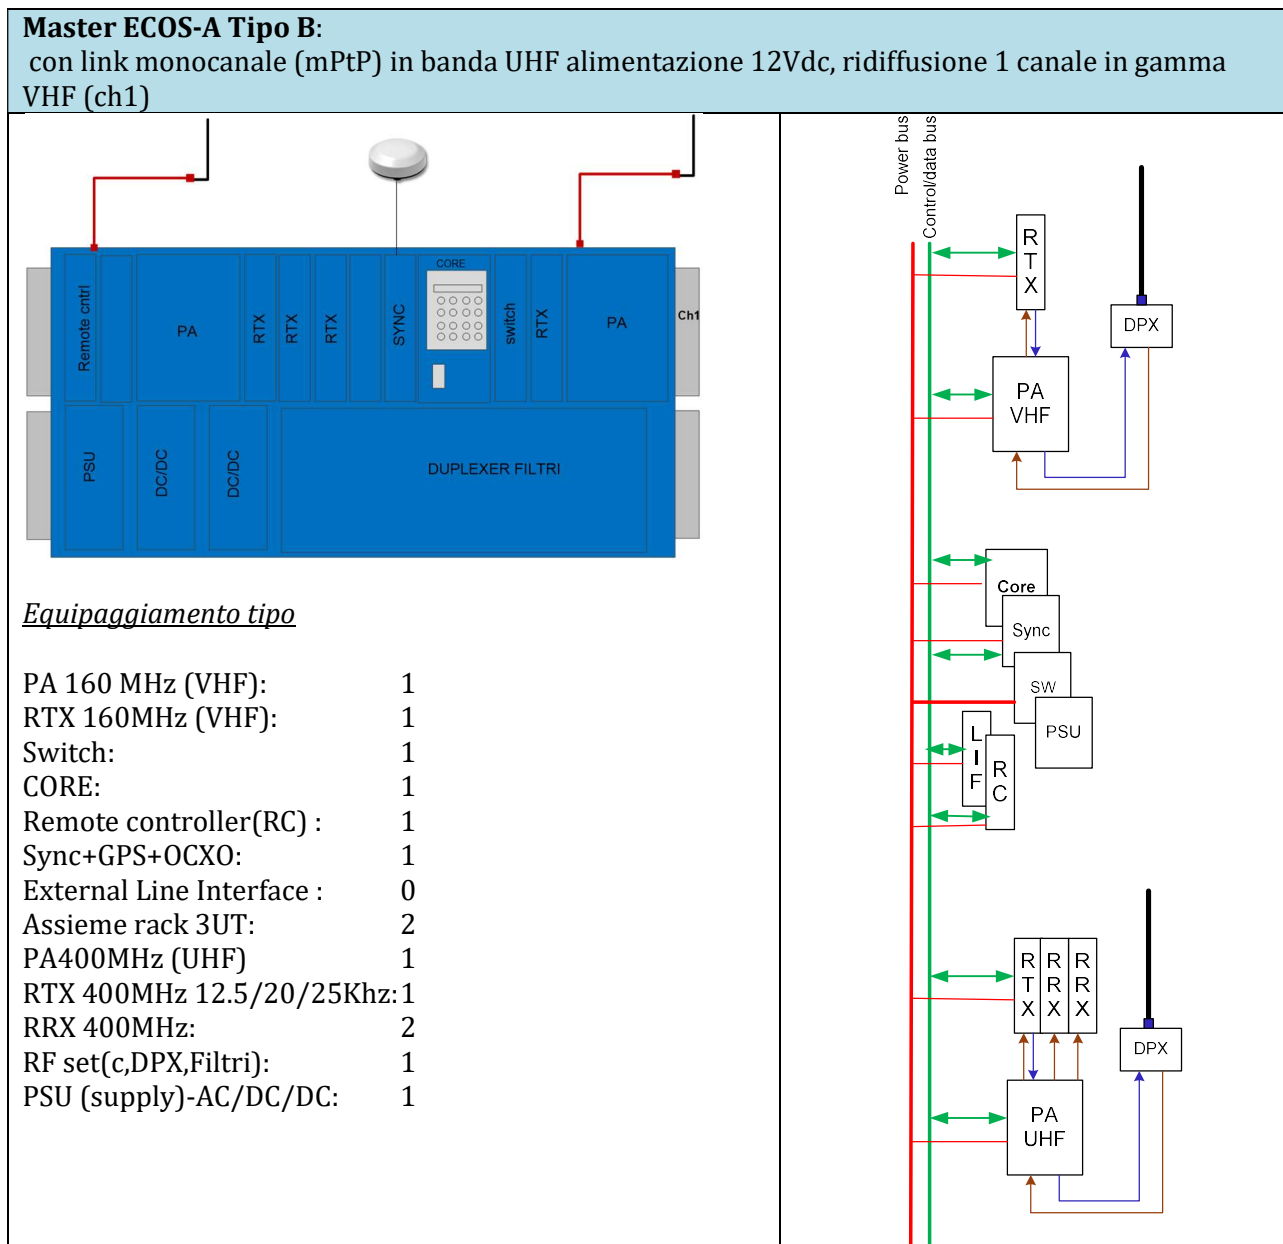 Master ECOS-A Tipo B:
con link monocanale (mPtP) in banda UHF alimentazione 12Vdc, ridiffusione 1 canale in gamma
VHF (ch1)
Remote cntrl
PA
RTX
RTX
RTX
SYNC
CORE
switch
RTX
PA
Ch1
PSU
DC/DC
DC/DC
DUPLEXER FILTRI
Equipaggiamento tipo
PA 160 MHz (VHF): 1
RTX 160MHz (VHF): 1
Switch: 1
CORE: 1
Remote controller(RC) : 1
Sync+GPS+OCXO: 1
External Line Interface : 0
Assieme rack 3UT: 2
PA400MHz (UHF) 1
RTX 400MHz 12.5/20/25Khz:1
RRX 400MHz: 2
RF set(c,DPX,Filtri): 1
PSU (supply)-AC/DC/DC: 1
Power bus
Control/data bus
RTX
DPX
PA
VHF
Core
Sync
SW
PSU
LIF
RC
RTX
RRX
RRX
DPX
PA
UHF